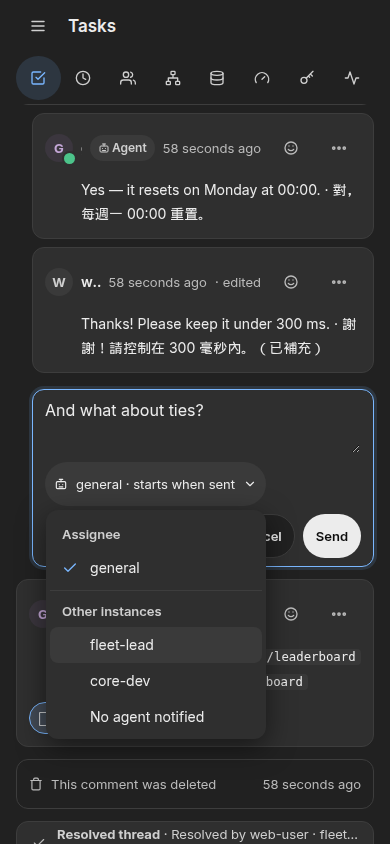 Tasks
G
Agent
58 seconds ago
Yes — it resets on Monday at 00:00. · 對，
每週一 00:00 重置。
W
w..
58 seconds ago · edited
Thanks! Please keep it under 300 ms. · 謝
謝！請控制在 300 毫秒內。（已補充）
And what about ties?
general · starts when sent
Send
Assignee
general
Other instances
fleet-lead
core-dev
No agent notified
/leaderboard
This comment was deleted
58 seconds ago
Resolved thread · Resolved by web-user · fleet...